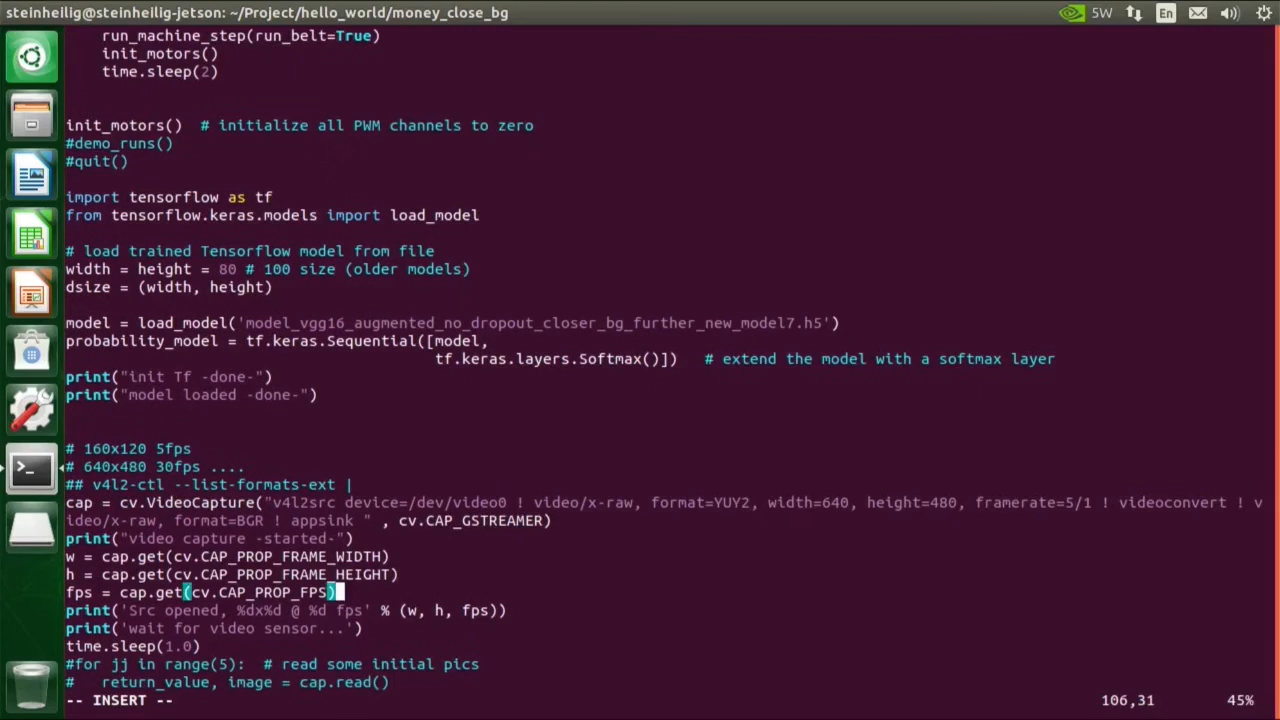 steinheilig@steinheilig-jetson: ~/Project/hello_world/money_close_bg
5W
En
run_machine_step(run_belt=True)
init_motors()
time.sleep(2)
init_motors()  # initialize all PWM channels to zero
#demo_runs()
#quit()
import tensorflow as tf
from tensorflow.keras.models import load_model
# load trained Tensorflow model from file
width = height = 80 # 100 size (older models)
dsize = (width, height)
model = load_model('model_vgg16_augmented_no_dropout_closer_bg_further_new_model7.h5')
probability_model = tf.keras.Sequential([model,
tf.keras.layers.Softmax()])   # extend the model with a softmax layer
print("init Tf -done-")
print("model loaded -done-")
# 160x120 5fps
# 640x480 30fps ....
## v4l2-ctl --list-formats-ext |
cap = cv.VideoCapture("v4l2src device=/dev/video0 ! video/x-raw, format=YUY2, width=640, height=480, framerate=5/1 ! videoconvert ! v
ideo/x-raw, format=BGR ! appsink " , cv.CAP_GSTREAMER)
print("video capture -started-")
w = cap.get(cv.CAP_PROP_FRAME_WIDTH)
h = cap.get(cv.CAP_PROP_FRAME_HEIGHT)
fps = cap.get(cv.CAP_PROP_FPS)
print('Src opened, %dx%d @ %d fps' % (w, h, fps))
print('wait for video sensor...')
time.sleep(1.0)
#for jj in range(5):  # read some initial pics
#   return_value, image = cap.read()
-- INSERT --
106,31
45%